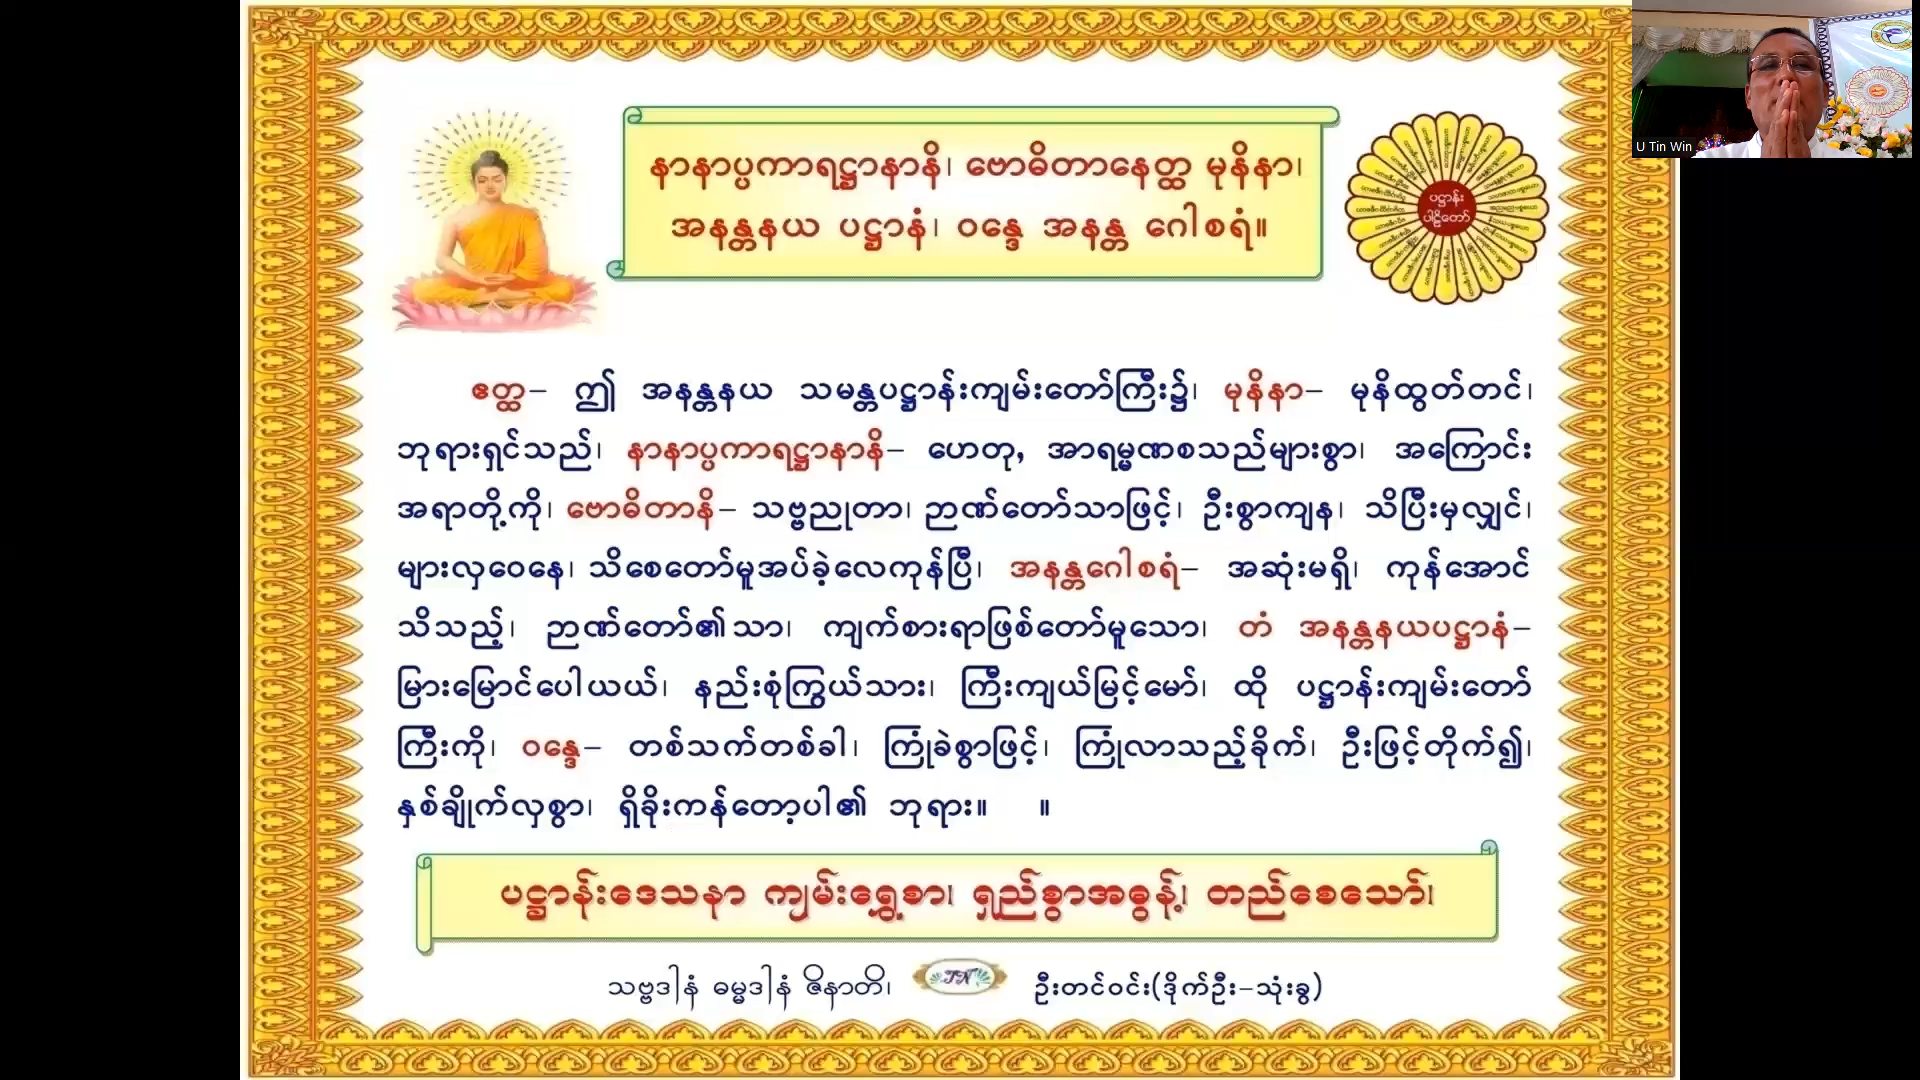 နာနာပ္ပကာရဋ္ဌာနာနိ၊ ဗောဓိတာနေတ္ထ မုနိနာ၊
အနန္တနယ ပဋ္ဌာနံ၊ ဝန္ဒေ အနန္တ ဂေါစရံ။
ပဋ္ဌာန်း
ပါဠိတော်
U Tin Win
ဧတ္ထ– ဤ အနန္တနယ သမန္တပဋ္ဌာန်းကျမ်းတော်ကြီး၌၊ မုနိနာ– မုနိထွတ်တင်၊
ဘုရားရှင်သည်၊ နာနာပ္ပကာရဋ္ဌာနာနိ– ဟေတု, အာရမ္မဏစသည်များစွာ၊ အကြောင်း
အရာတို့ကို၊ ဗောဓိတာနိ– သဗ္ဗညုတာ၊ ဉာဏ်တော်သာဖြင့်၊ ဦးစွာကျန၊ သိပြီးမှလျှင်၊
များလှဝေနေ၊ သိစေတော်မူအပ်ခဲ့လေကုန်ပြီ၊ အနန္တဂေါစရံ– အဆုံးမရှိ၊ ကုန်အောင်
သိသည့်၊ ဉာဏ်တော်၏သာ၊ ကျက်စားရာဖြစ်တော်မူသော၊ တံ အနန္တနယပဋ္ဌာနံ–
မြားမြောင်ပေါယယ်၊ နည်းစုံကြွယ်သား၊ ကြီးကျယ်မြင့်မော်၊ ထို ပဋ္ဌာန်းကျမ်းတော်
ကြီးကို၊ ဝန္ဒေ– တစ်သက်တစ်ခါ၊ ကြုံခဲစွာဖြင့်၊ ကြုံလာသည့်ခိုက်၊ ဦးဖြင့်တိုက်၍၊
နှစ်ချိုက်လှစွာ၊ ရှိခိုးကန်တော့ပါ၏ ဘုရား။ ။
ပဋ္ဌာန်းဒေသနာ ကျမ်းရွှေစာ၊ ရှည်စွာအဓွန့်၊ တည်စေသော်၊
သဗ္ဗဒါနံ ဓမ္မဒါနံ ဇိနာတိ၊ TN ဦးတင်ဝင်း(ဒိုက်ဦး–သုံးခွ)